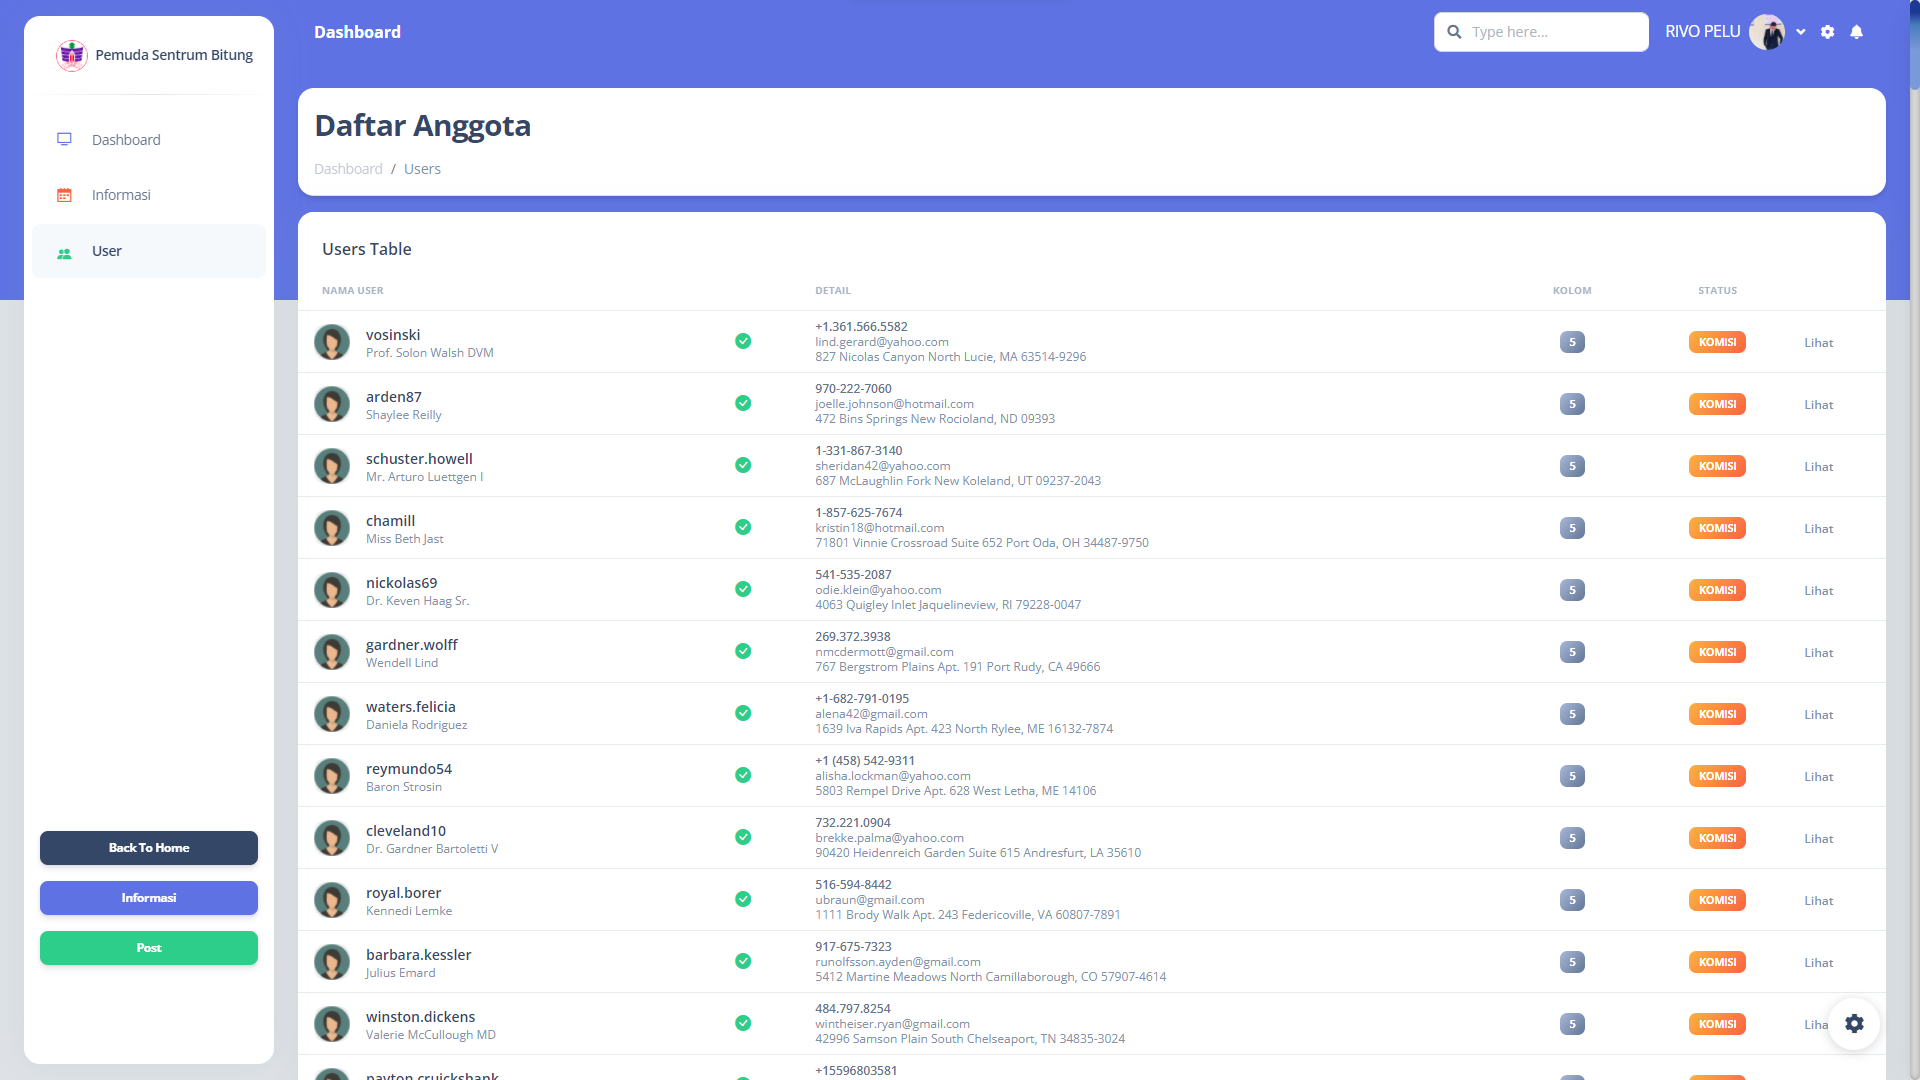 Pemuda Sentrum Bitung
Dashboard
Informasi
User
Back To Home
Informasi
Post
Dashboard
Type here...
RIVO PELU
Daftar Anggota
Dashboard / Users
Users Table
NAMA USER DETAIL KOLOM STATUS
vosinski
Prof. Solon Walsh DVM
+1.361.566.5582
lind.gerard@yahoo.com
827 Nicolas Canyon North Lucie, MA 63514-9296
5 KOMISI Lihat
arden87
Shaylee Reilly
970-222-7060
joelle.johnson@hotmail.com
472 Bins Springs New Rocioland, ND 09393
5 KOMISI Lihat
schuster.howell
Mr. Arturo Luettgen I
1-331-867-3140
sheridan42@yahoo.com
687 McLaughlin Fork New Koleland, UT 09237-2043
5 KOMISI Lihat
chamill
Miss Beth Jast
1-857-625-7674
kristin18@hotmail.com
71801 Vinnie Crossroad Suite 652 Port Oda, OH 34487-9750
5 KOMISI Lihat
nickolas69
Dr. Keven Haag Sr.
541-535-2087
odie.klein@yahoo.com
4063 Quigley Inlet Jaquelineview, RI 79228-0047
5 KOMISI Lihat
gardner.wolff
Wendell Lind
269.372.3938
nmcdermott@gmail.com
767 Bergstrom Plains Apt. 191 Port Rudy, CA 49666
5 KOMISI Lihat
waters.felicia
Daniela Rodriguez
+1-682-791-0195
alena42@gmail.com
1639 Iva Rapids Apt. 423 North Rylee, ME 16132-7874
5 KOMISI Lihat
reymundo54
Baron Strosin
+1 (458) 542-9311
alisha.lockman@yahoo.com
5803 Rempel Drive Apt. 628 West Letha, ME 14106
5 KOMISI Lihat
cleveland10
Dr. Gardner Bartoletti V
732.221.0904
brekke.palma@yahoo.com
90420 Heidenreich Garden Suite 615 Andresfurt, LA 35610
5 KOMISI Lihat
royal.borer
Kennedi Lemke
516-594-8442
ubraun@gmail.com
1111 Brody Walk Apt. 243 Federicoville, VA 60807-7891
5 KOMISI Lihat
barbara.kessler
Julius Emard
917-675-7323
runolfsson.ayden@gmail.com
5412 Martine Meadows North Camillaborough, CO 57907-4614
5 KOMISI Lihat
winston.dickens
Valerie McCullough MD
484.797.8254
wintheiser.ryan@gmail.com
42996 Samson Plain South Chelseaport, TN 34835-3024
5 KOMISI Liha
payton.cruickshank
+15596803581